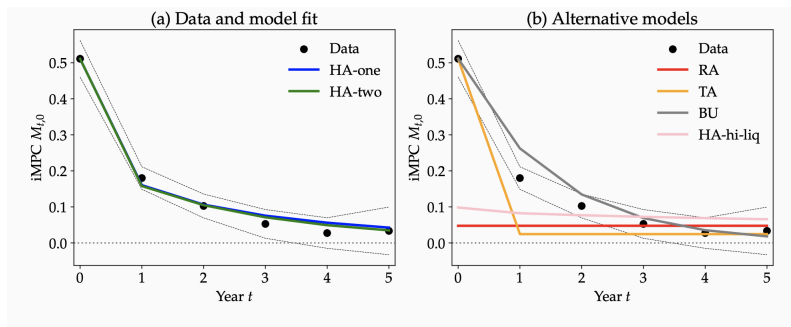 (a) Data and model fit
iMPC M_{t,0}
0.5
0.4
0.3
0.2
0.1
0.0
0 1 2 3 4 5
Year t
Data
HA-one
HA-two
(b) Alternative models
iMPC M_{t,0}
0.5
0.4
0.3
0.2
0.1
0.0
0 1 2 3 4 5
Year t
Data
RA
TA
BU
HA-hi-liq